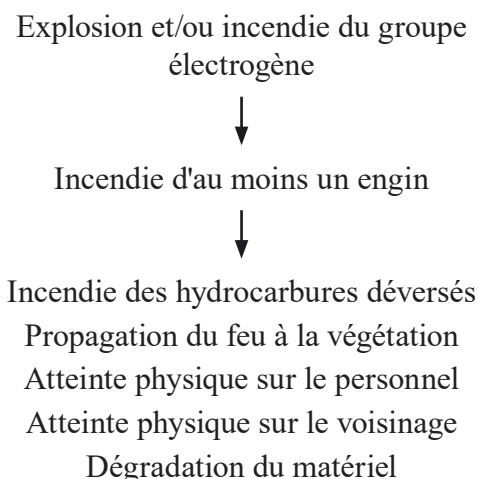 Explosion et/ou incendie du groupe
électrogène
Incendie d'au moins un engin
Incendie des hydrocarbures déversés
Propagation du feu à la végétation
Atteinte physique sur le personnel
Atteinte physique sur le voisinage
Dégradation du matériel